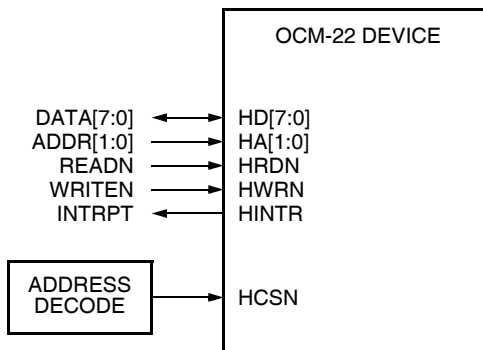 OCM-22 DEVICE
DATA[7:0] HD[7:0]
ADDR[1:0] HA[1:0]
READN HRDN
WRITEN HWRN
INTRPT HINTR
ADDRESS
DECODE
HCSN